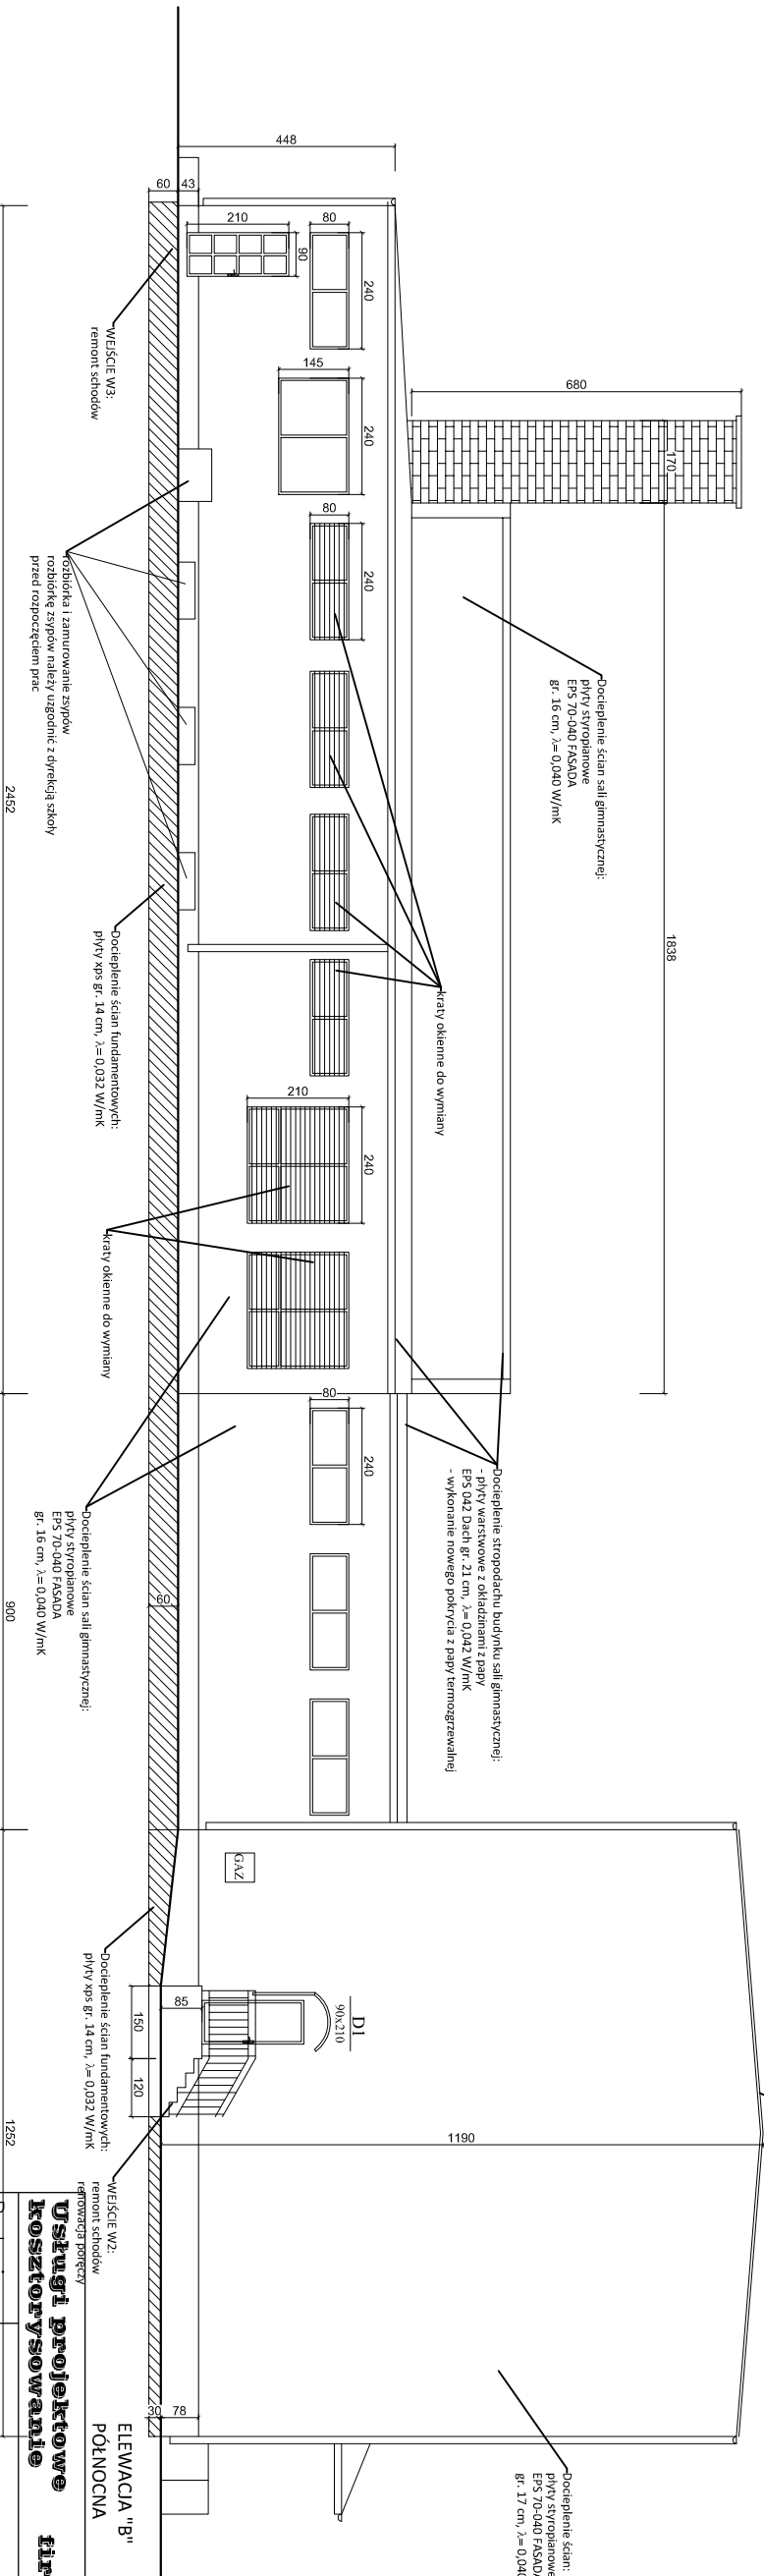 448
60
43
210
90
80
240
145
240
80
240
680
170
1838
WEJŚCIE W3:
remont schodów
rozbiórka i zamurowanie zsypów
rozbiórkę zsypów należy uzgodnić z dyrekcją szkoły
przed rozpoczęciem prac
Docieplenie ścian sali gimnastycznej:
płyty styropianowe
EPS 70-040 FASADA
gr. 16 cm, λ= 0,040 W/mK
2452
Docieplenie ścian fundamentowych:
płyty xps gr. 14 cm, λ= 0,032 W/mK
kraty okienne do wymiany
210
240
kraty okienne do wymiany
80
240
Docieplenie stropodachu budynku sali gimnastycznej:
- płyty warstwowe z okładzinami z papy
EPS 042 Dach gr. 21 cm, λ= 0,042 W/mK
- wykonanie nowego pokrycia z papy termozgrzewalnej
Docieplenie ścian sali gimnastycznej:
płyty styropianowe
EPS 70-040 FASADA
gr. 16 cm, λ= 0,040 W/mK
60
900
GAZ
D1
90x210
85
150
120
1190
Docieplenie ścian fundamentowych:
płyty xps gr. 14 cm, λ= 0,032 W/mK
1252
WEJŚCIE W2:
remont schodów
renowacja poręczy
30
78
Docieplenie ścian:
płyty styropianowe
EPS 70-040 FASADA
gr. 17 cm, λ= 0,040
ELEWACJA "B"
PÓŁNOCNA
Usługi projektowe
kosztorysowanie